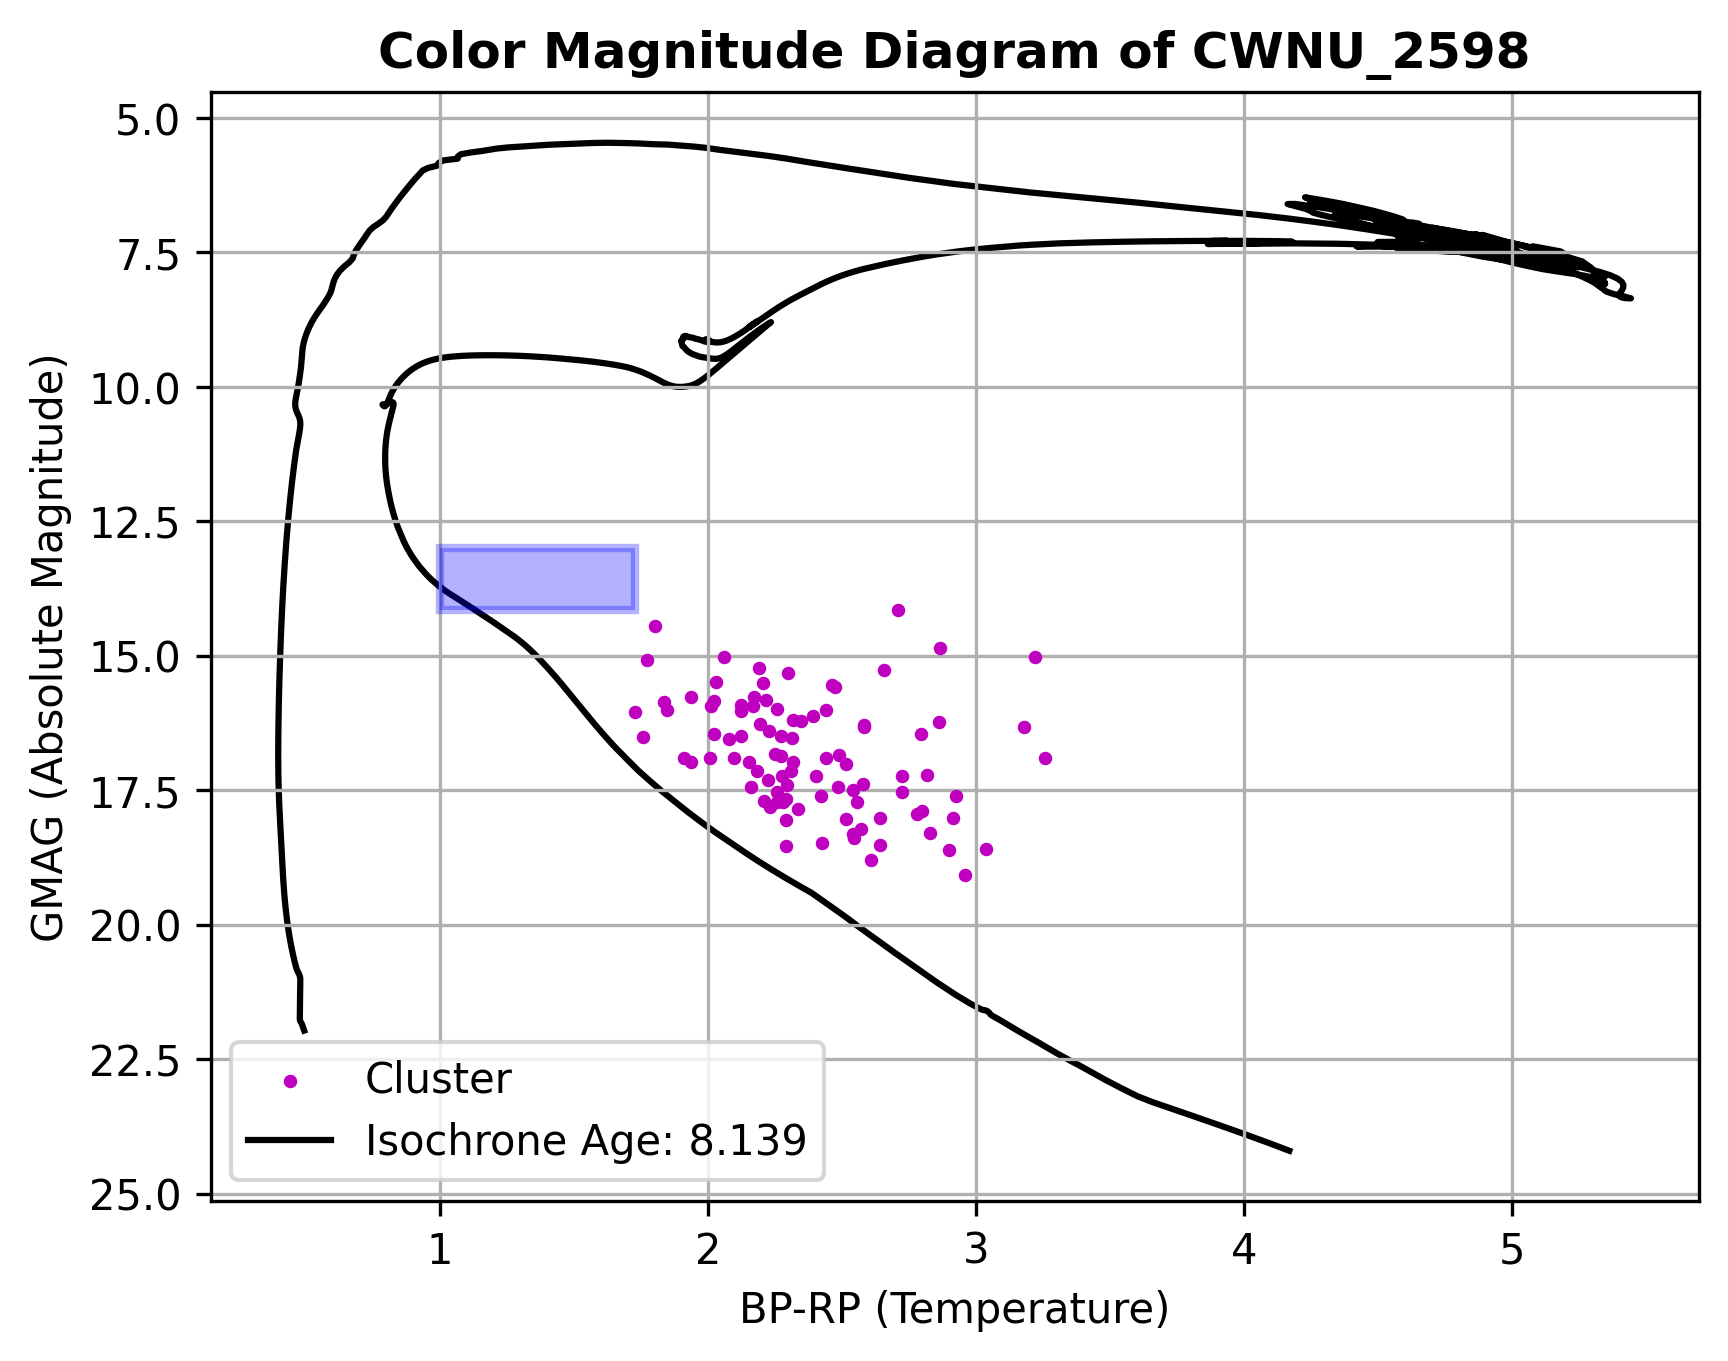 Color Magnitude Diagram of CWNU_2598
GMAG (Absolute Magnitude)
5.0
7.5
10.0
12.5
15.0
17.5
20.0
22.5
25.0
Cluster
Isochrone Age: 8.139
1 2 3 4 5
BP-RP (Temperature)